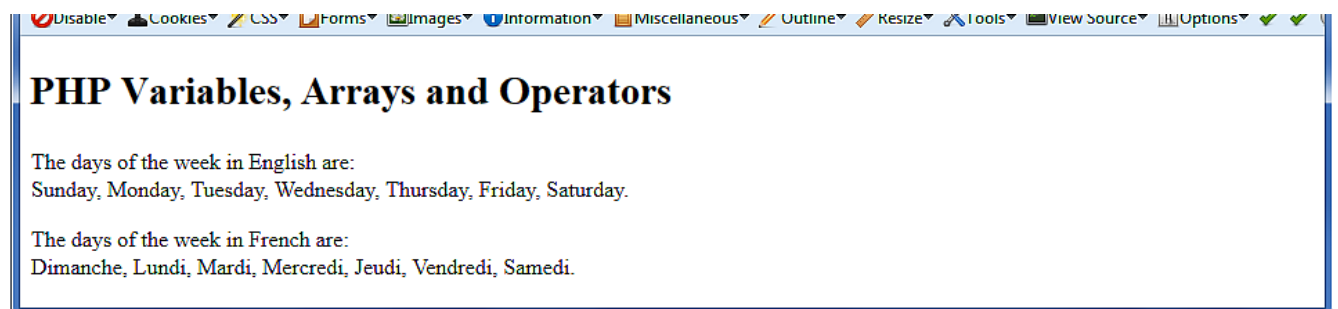 Disable Cookies CSS Forms Images Information Miscellaneous Outline Resize Tools View Source Options
PHP Variables, Arrays and Operators
The days of the week in English are:
Sunday, Monday, Tuesday, Wednesday, Thursday, Friday, Saturday.
The days of the week in French are:
Dimanche, Lundi, Mardi, Mercredi, Jeudi, Vendredi, Samedi.